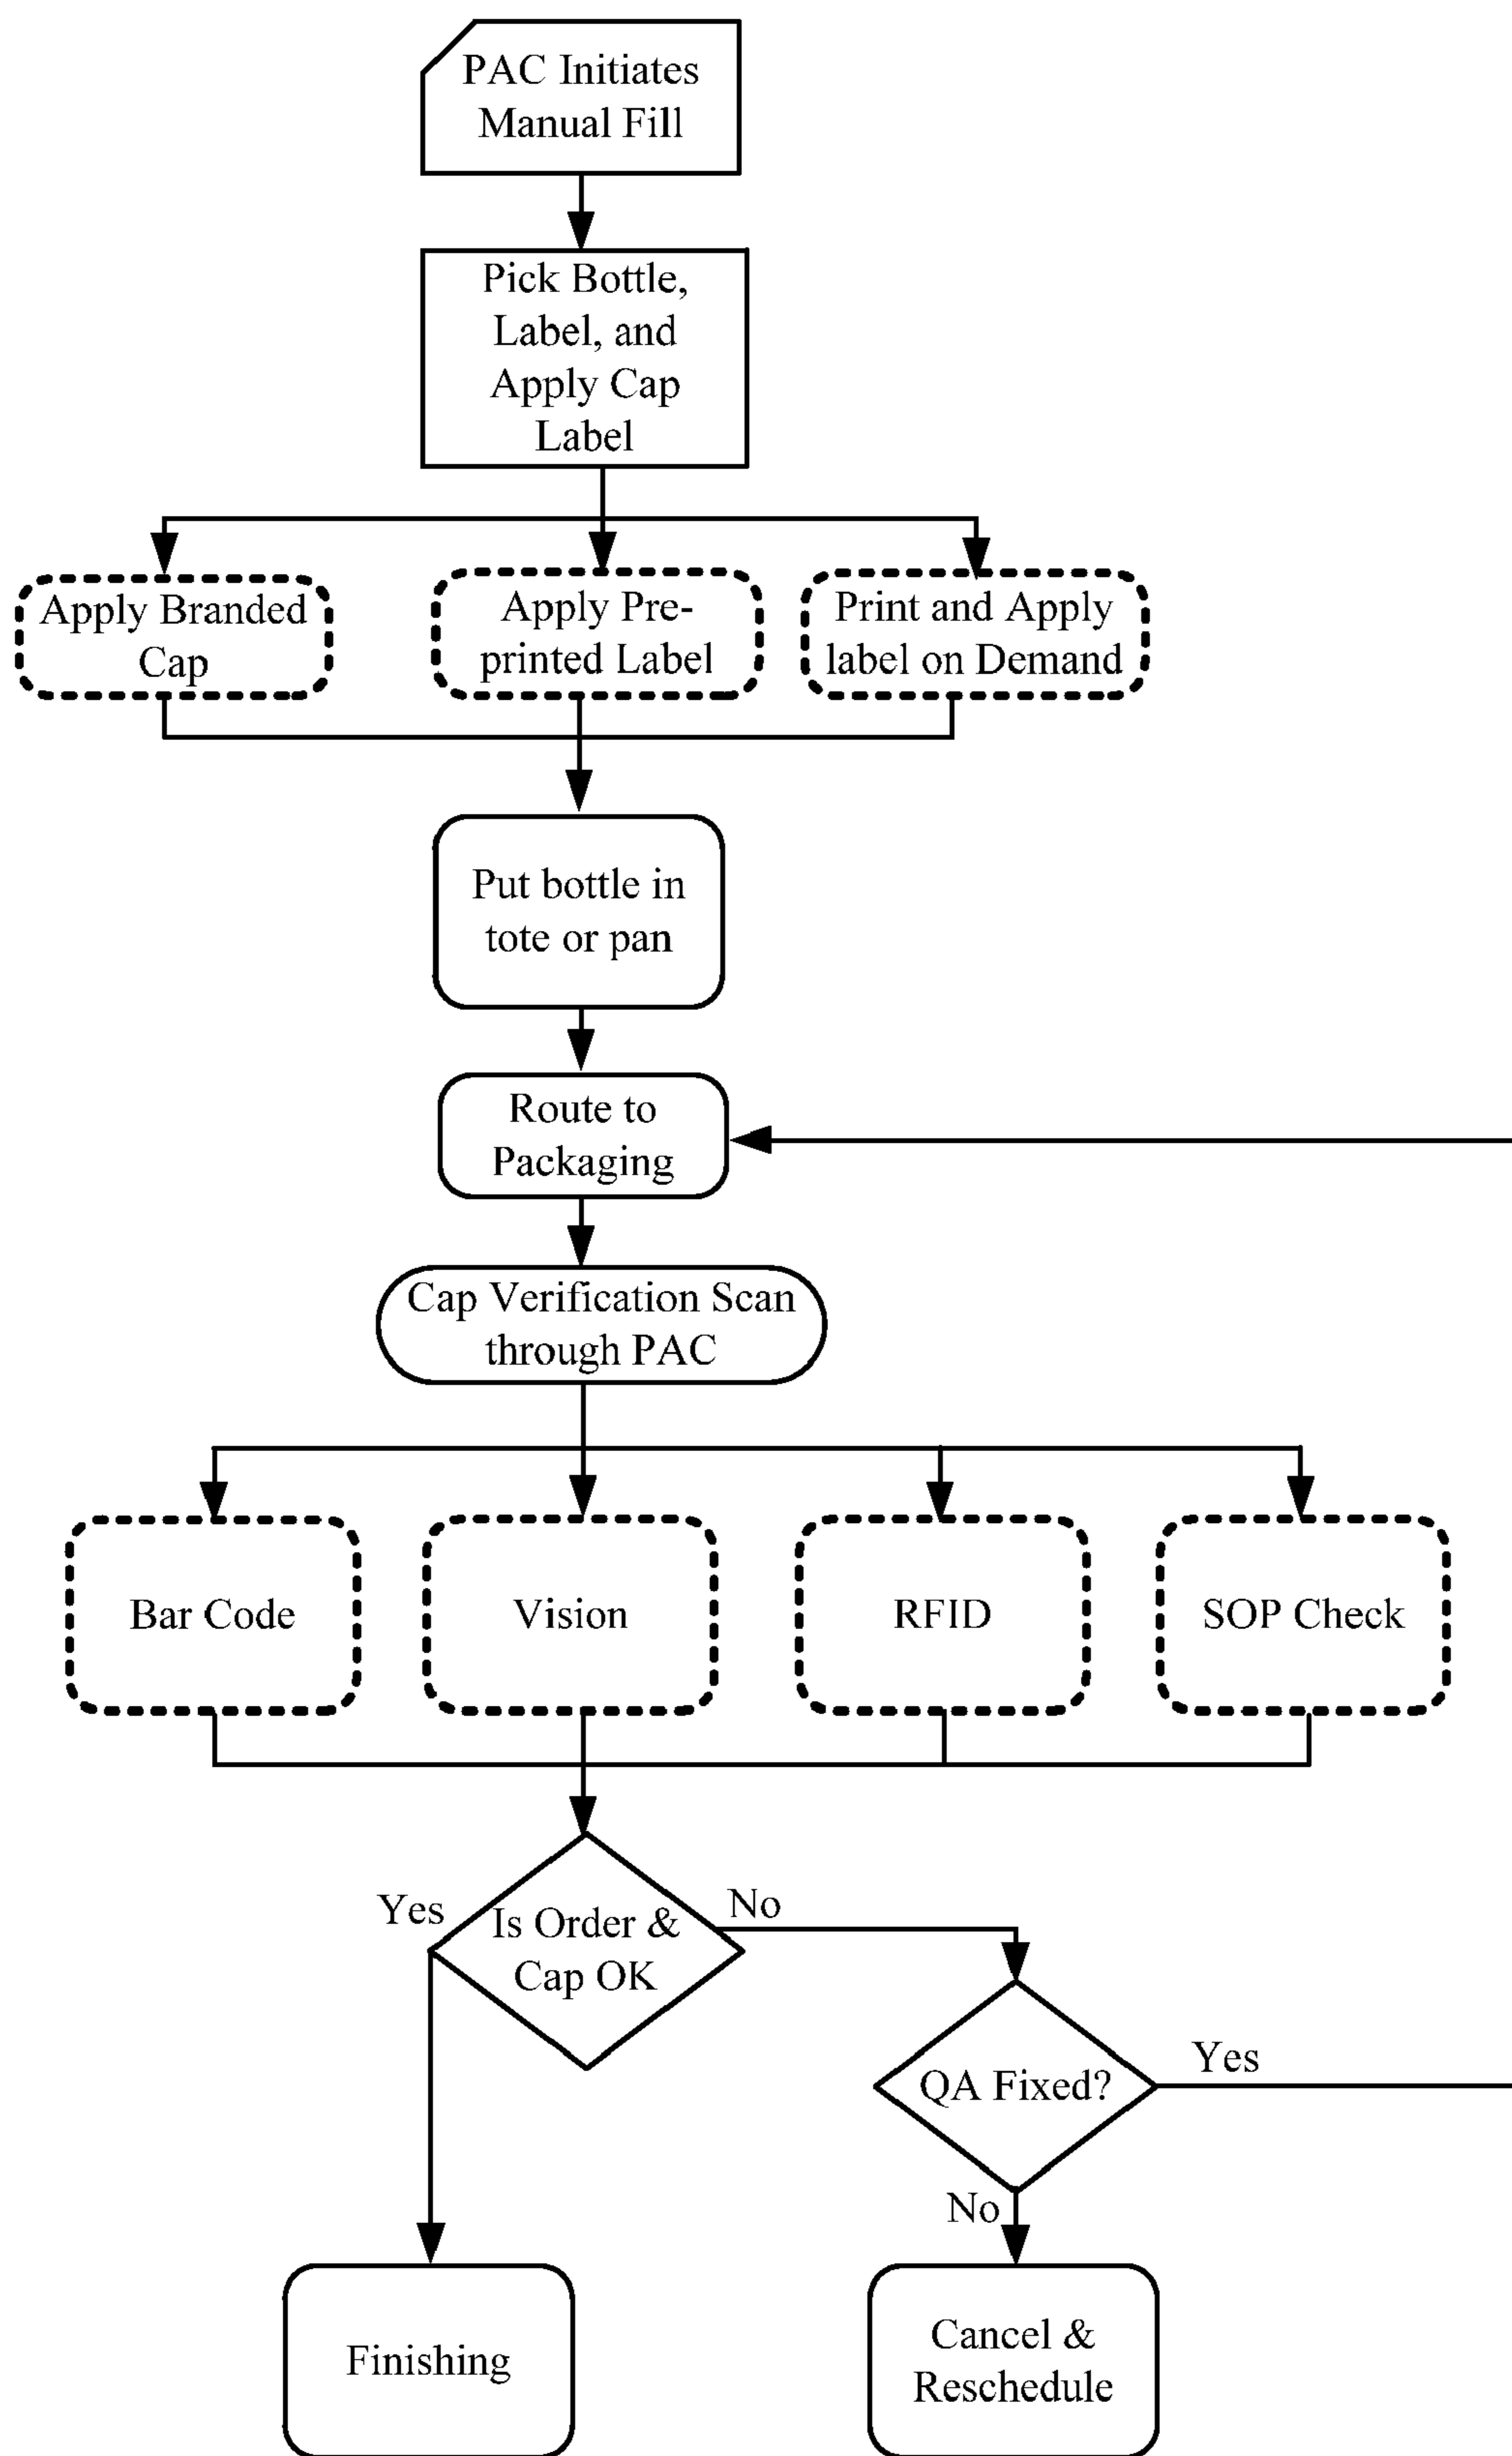 PAC Initiates
Manual Fill
Pick Bottle,
Label, and
Apply Cap
Label
Apply Branded
Cap
Apply Pre-
printed Label
Print and Apply
label on Demand
Put bottle in
tote or pan
Route to
Packaging
Cap Verification Scan
through PAC
Bar Code
Vision
RFID
SOP Check
Yes
Is Order &
Cap OK
No
QA Fixed?
Yes
No
Finishing
Cancel &
Reschedule